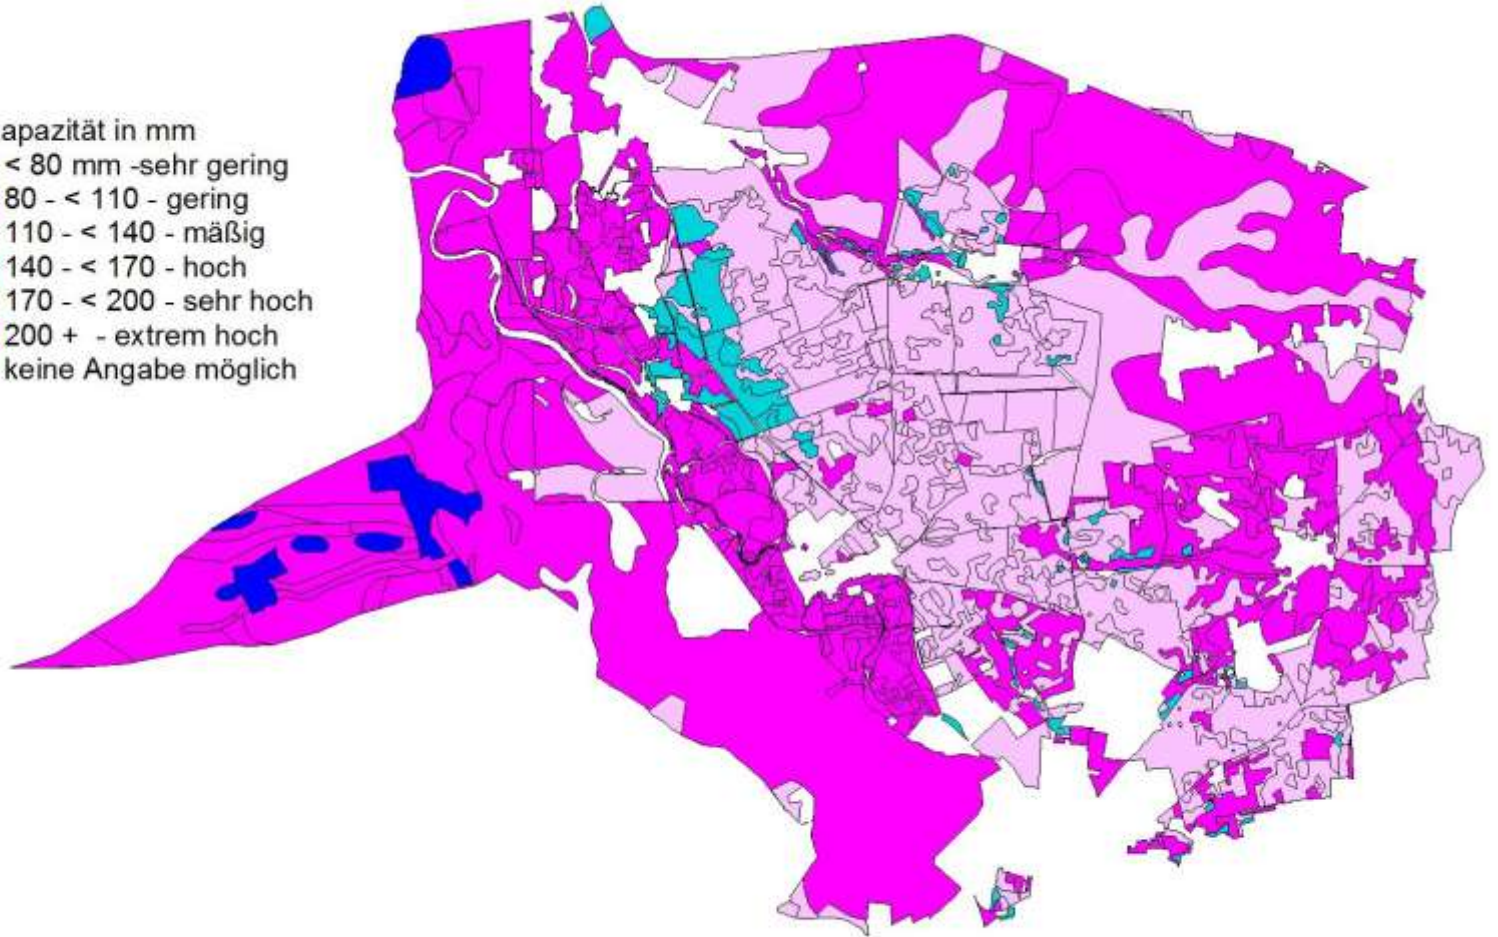 apazität in mm
< 80 mm -sehr gering
80 - < 110 - gering
110 - < 140 - mäßig
140 - < 170 - hoch
170 - < 200 - sehr hoch
200 + - extrem hoch
keine Angabe möglich